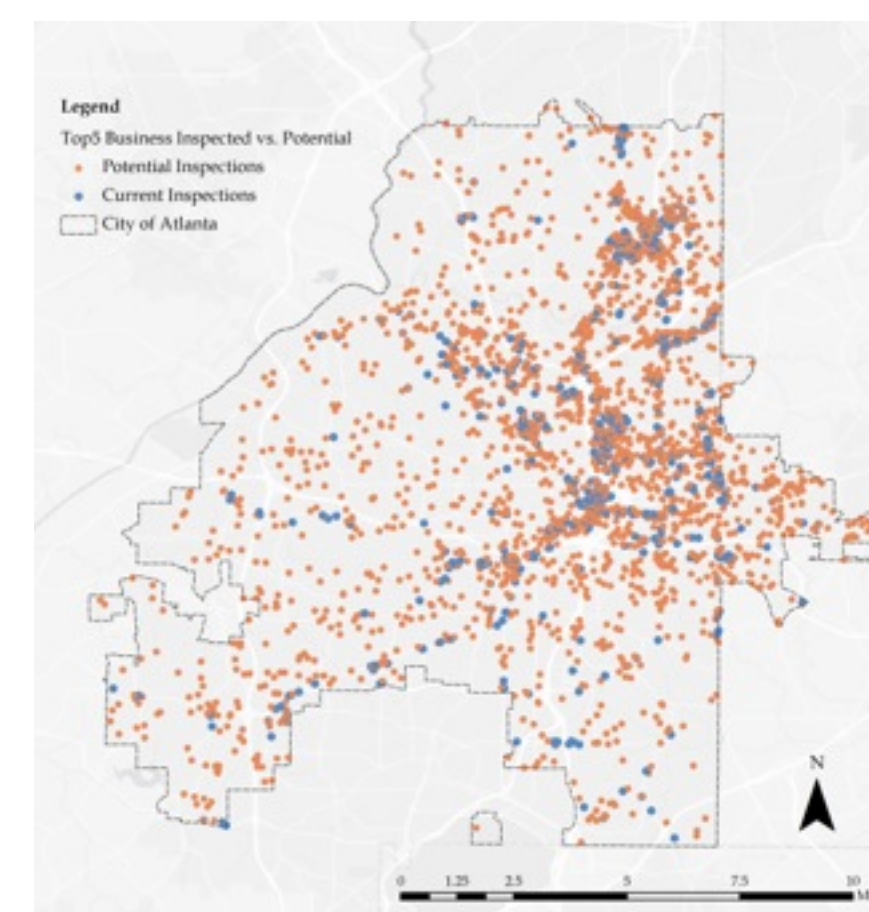 Legend
Top5 Business Inspected vs. Potential
Potential Inspections
Current Inspections
City of Atlanta
N
0 1.25 2.5 5 7.5 10
M